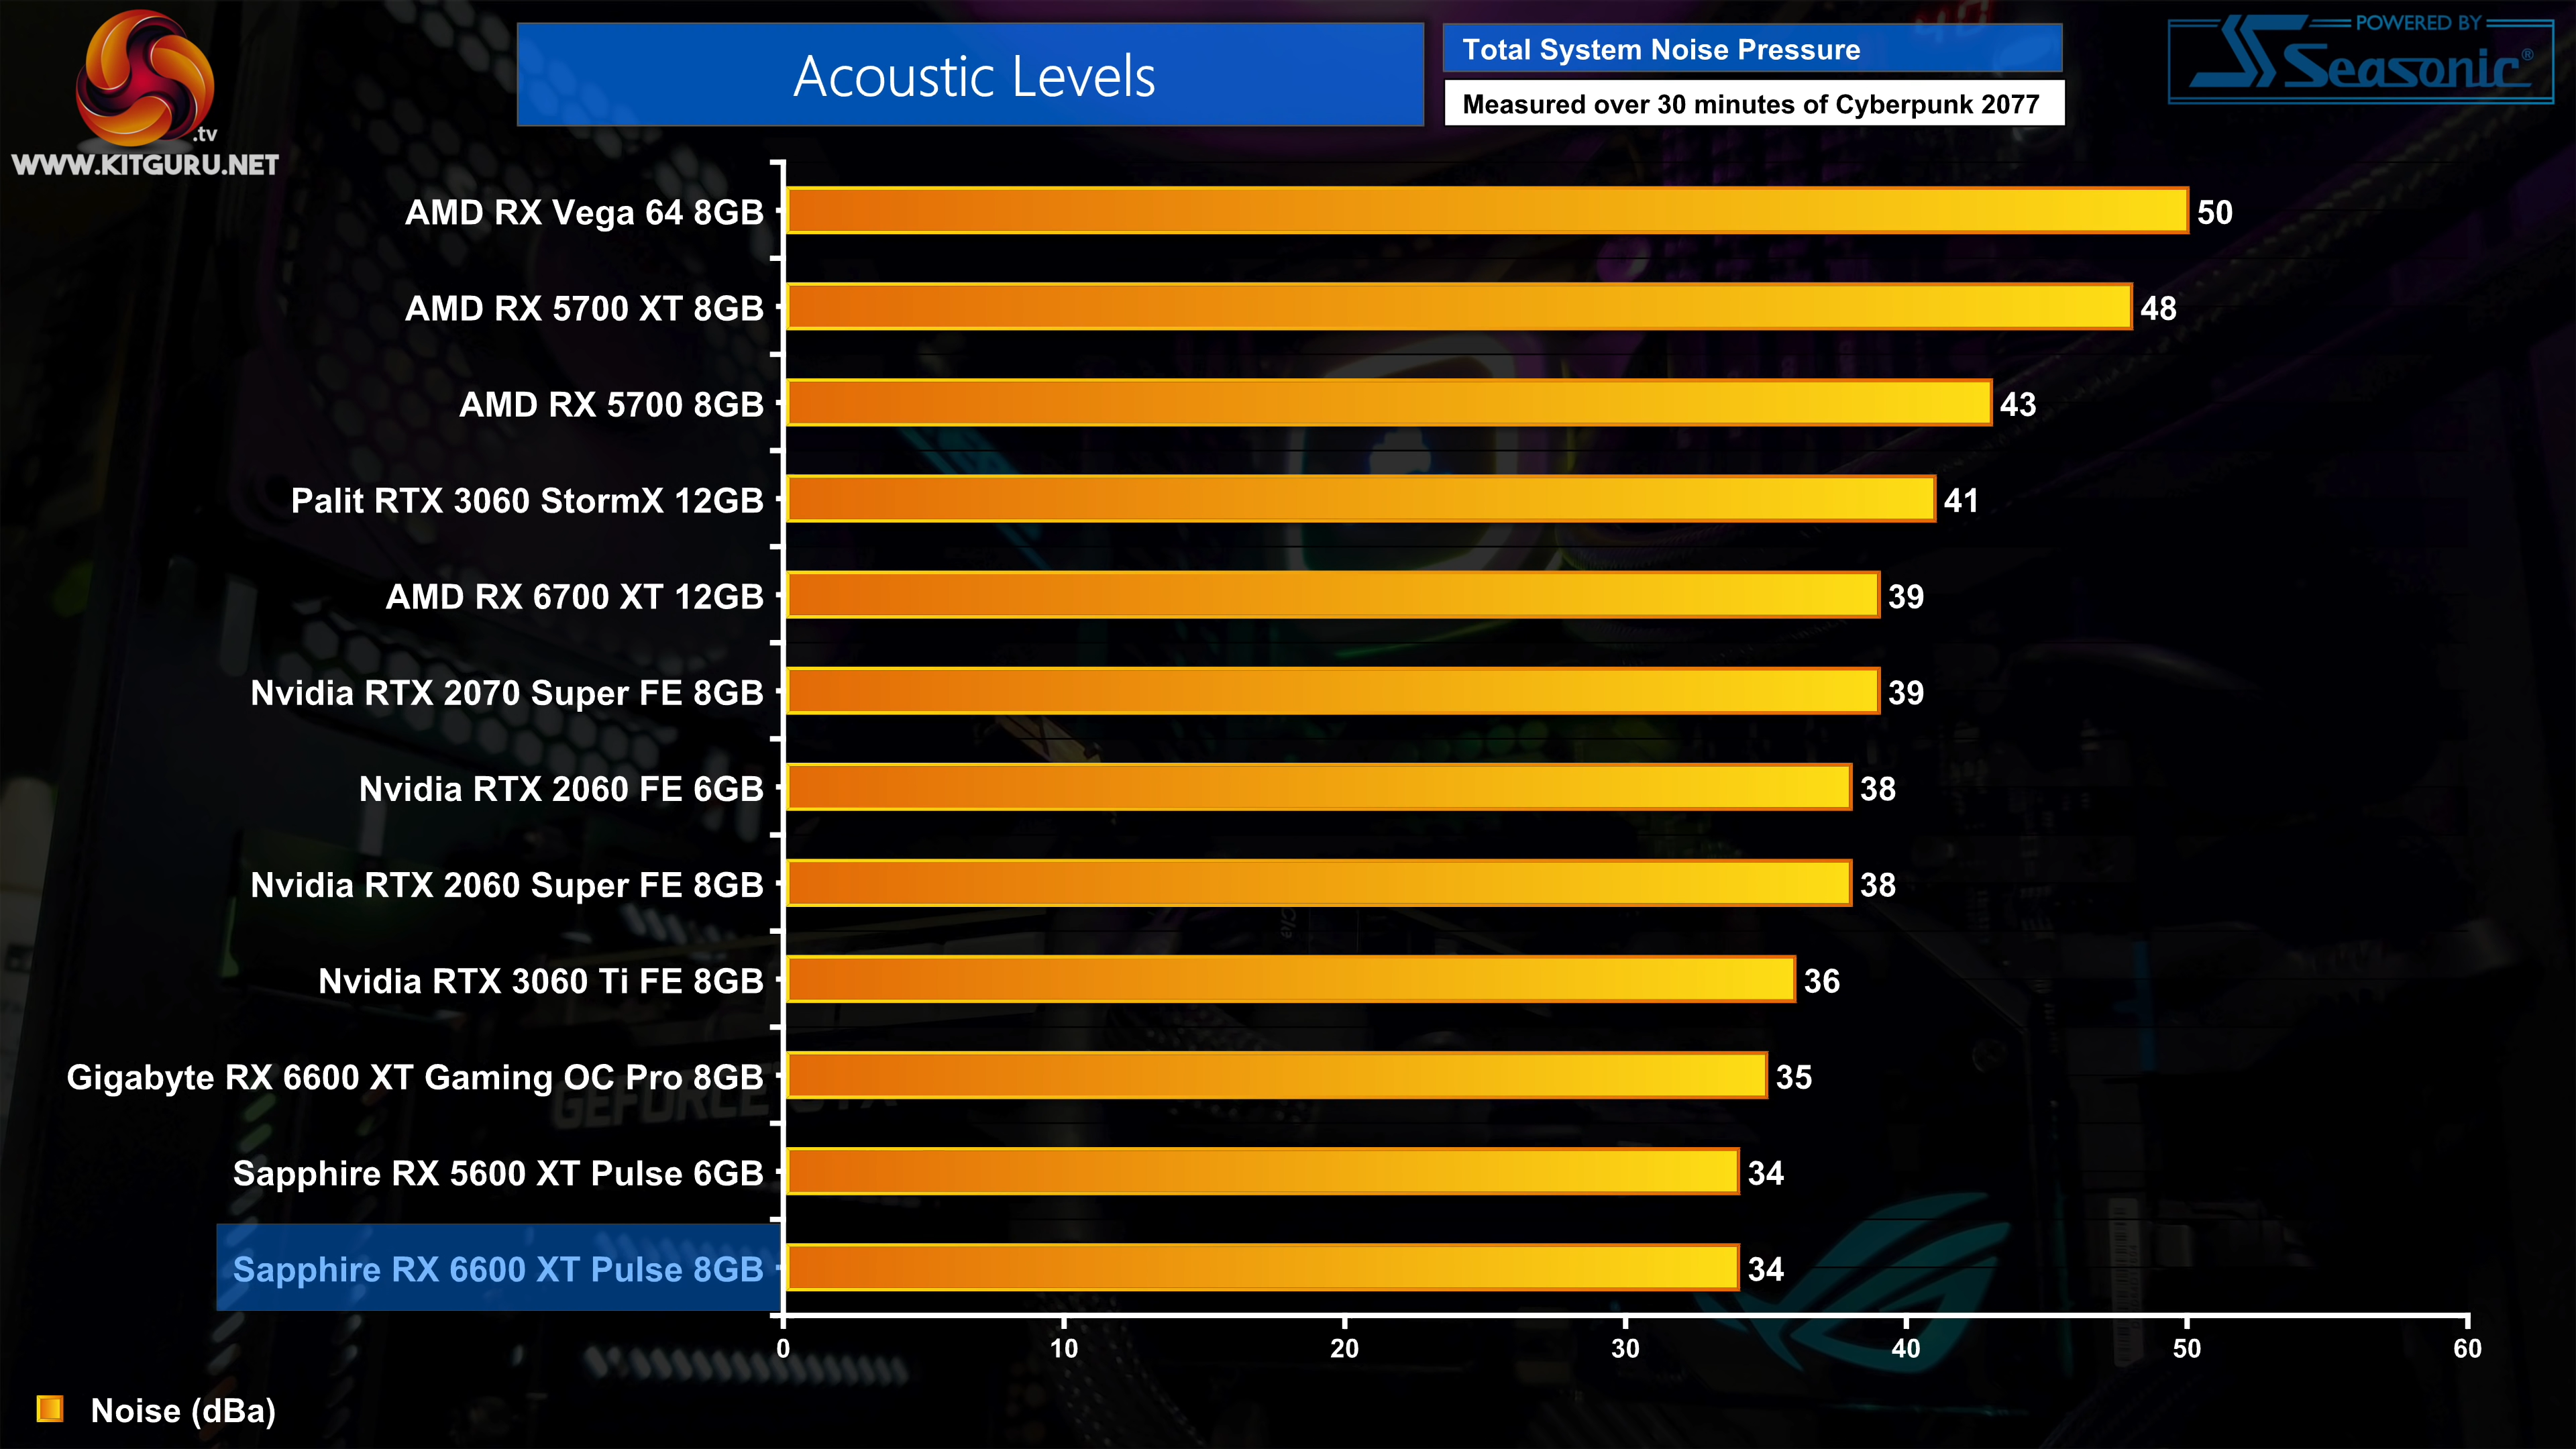 .tv
WWW.KITGURU.NET
Acoustic Levels
Total System Noise Pressure
Measured over 30 minutes of Cyberpunk 2077
POWERED BY
Seasonic®
AMD RX Vega 64 8GB 50
AMD RX 5700 XT 8GB 48
AMD RX 5700 8GB 43
Palit RTX 3060 StormX 12GB 41
AMD RX 6700 XT 12GB 39
Nvidia RTX 2070 Super FE 8GB 39
Nvidia RTX 2060 FE 6GB 38
Nvidia RTX 2060 Super FE 8GB 38
Nvidia RTX 3060 Ti FE 8GB 36
Gigabyte RX 6600 XT Gaming OC Pro 8GB 35
GEFORCE
Sapphire RX 5600 XT Pulse 6GB 34
Sapphire RX 6600 XT Pulse 8GB 34
0 10 20 30 40 50 60
Noise (dBa)